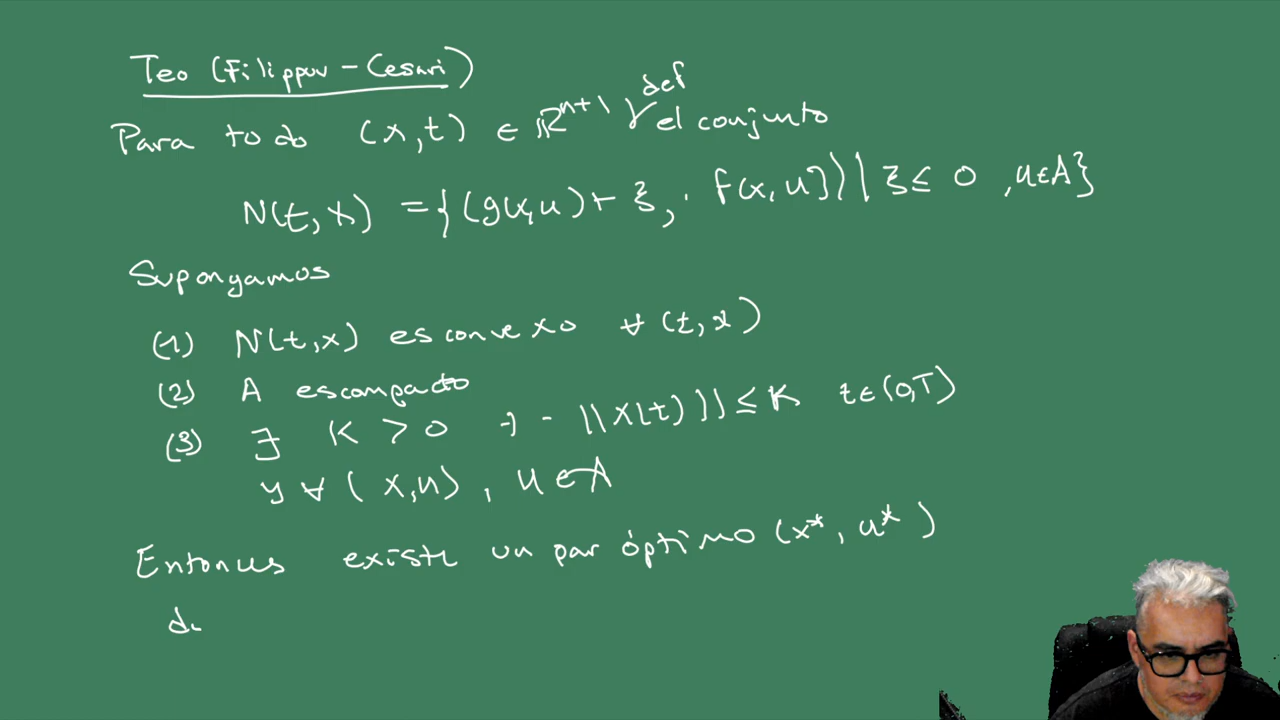 Teo (Filippov - Cesari)
Para todo (x,t) ∈ ℝ^{n+1}, def el conjunto
N(t,x) = {(g(x,u) + ξ, f(x,u)) | ξ ≤ 0, u∈A}
Supongamos
(1) N(t,x) es convexo ∀ (t,x)
(2) A es compacto
(3) ∃ K > 0 -)- ||X(t)|| ≤ K t∈(0,T)
y ∀ (x,u), u ∈ A
Entonces existe un par óptimo (x*, u*)
d